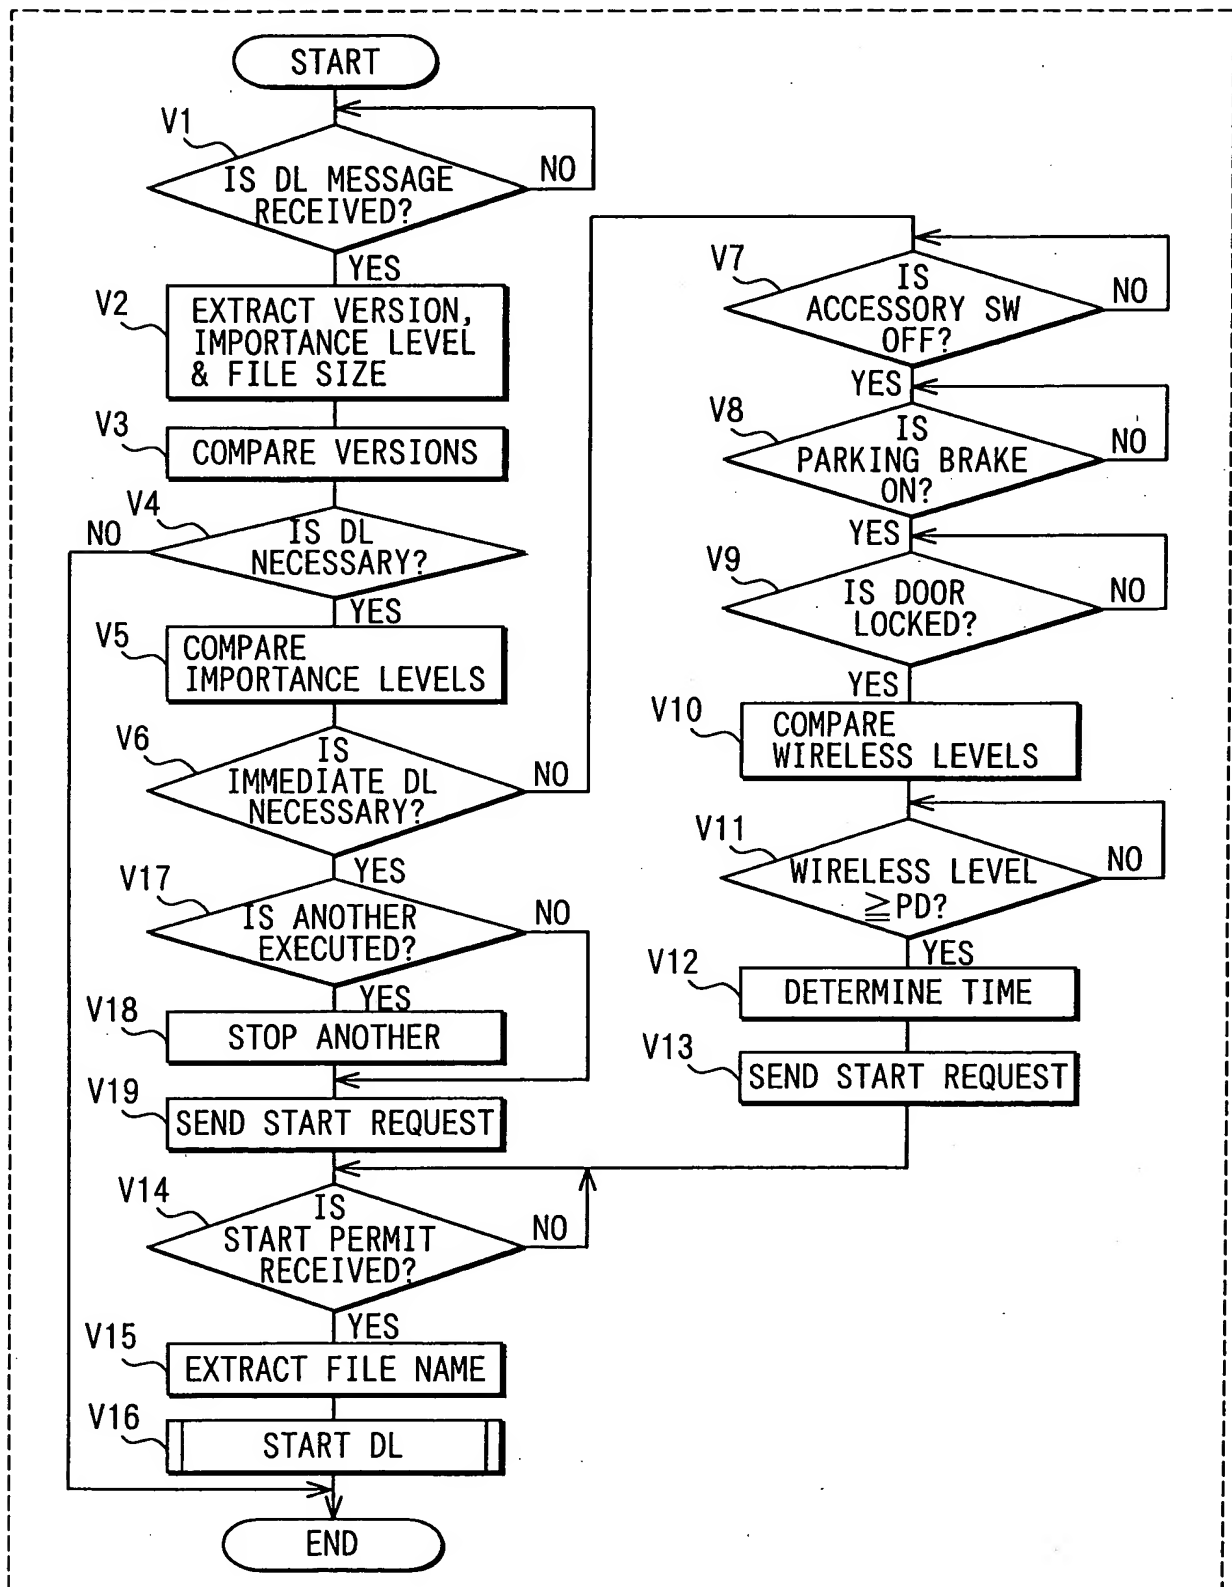 START
V1
IS DL MESSAGE
RECEIVED?
NO
YES
V2
EXTRACT VERSION,
IMPORTANCE LEVEL
& FILE SIZE
V3
COMPARE VERSIONS
V4
NO
IS DL
NECESSARY?
YES
V5
COMPARE
IMPORTANCE LEVELS
V6
IS
IMMEDIATE DL
NECESSARY?
NO
YES
V17
IS ANOTHER
EXECUTED?
NO
YES
V18
STOP ANOTHER
V19
SEND START REQUEST
V14
IS
START PERMIT
RECEIVED?
NO
YES
V15
EXTRACT FILE NAME
V16
START DL
END
V7
IS
ACCESSORY SW
OFF?
NO
YES
V8
IS
PARKING BRAKE
ON?
NO
YES
V9
IS DOOR
LOCKED?
NO
YES
V10
COMPARE
WIRELESS LEVELS
V11
WIRELESS LEVEL
≧PD?
NO
YES
V12
DETERMINE TIME
V13
SEND START REQUEST